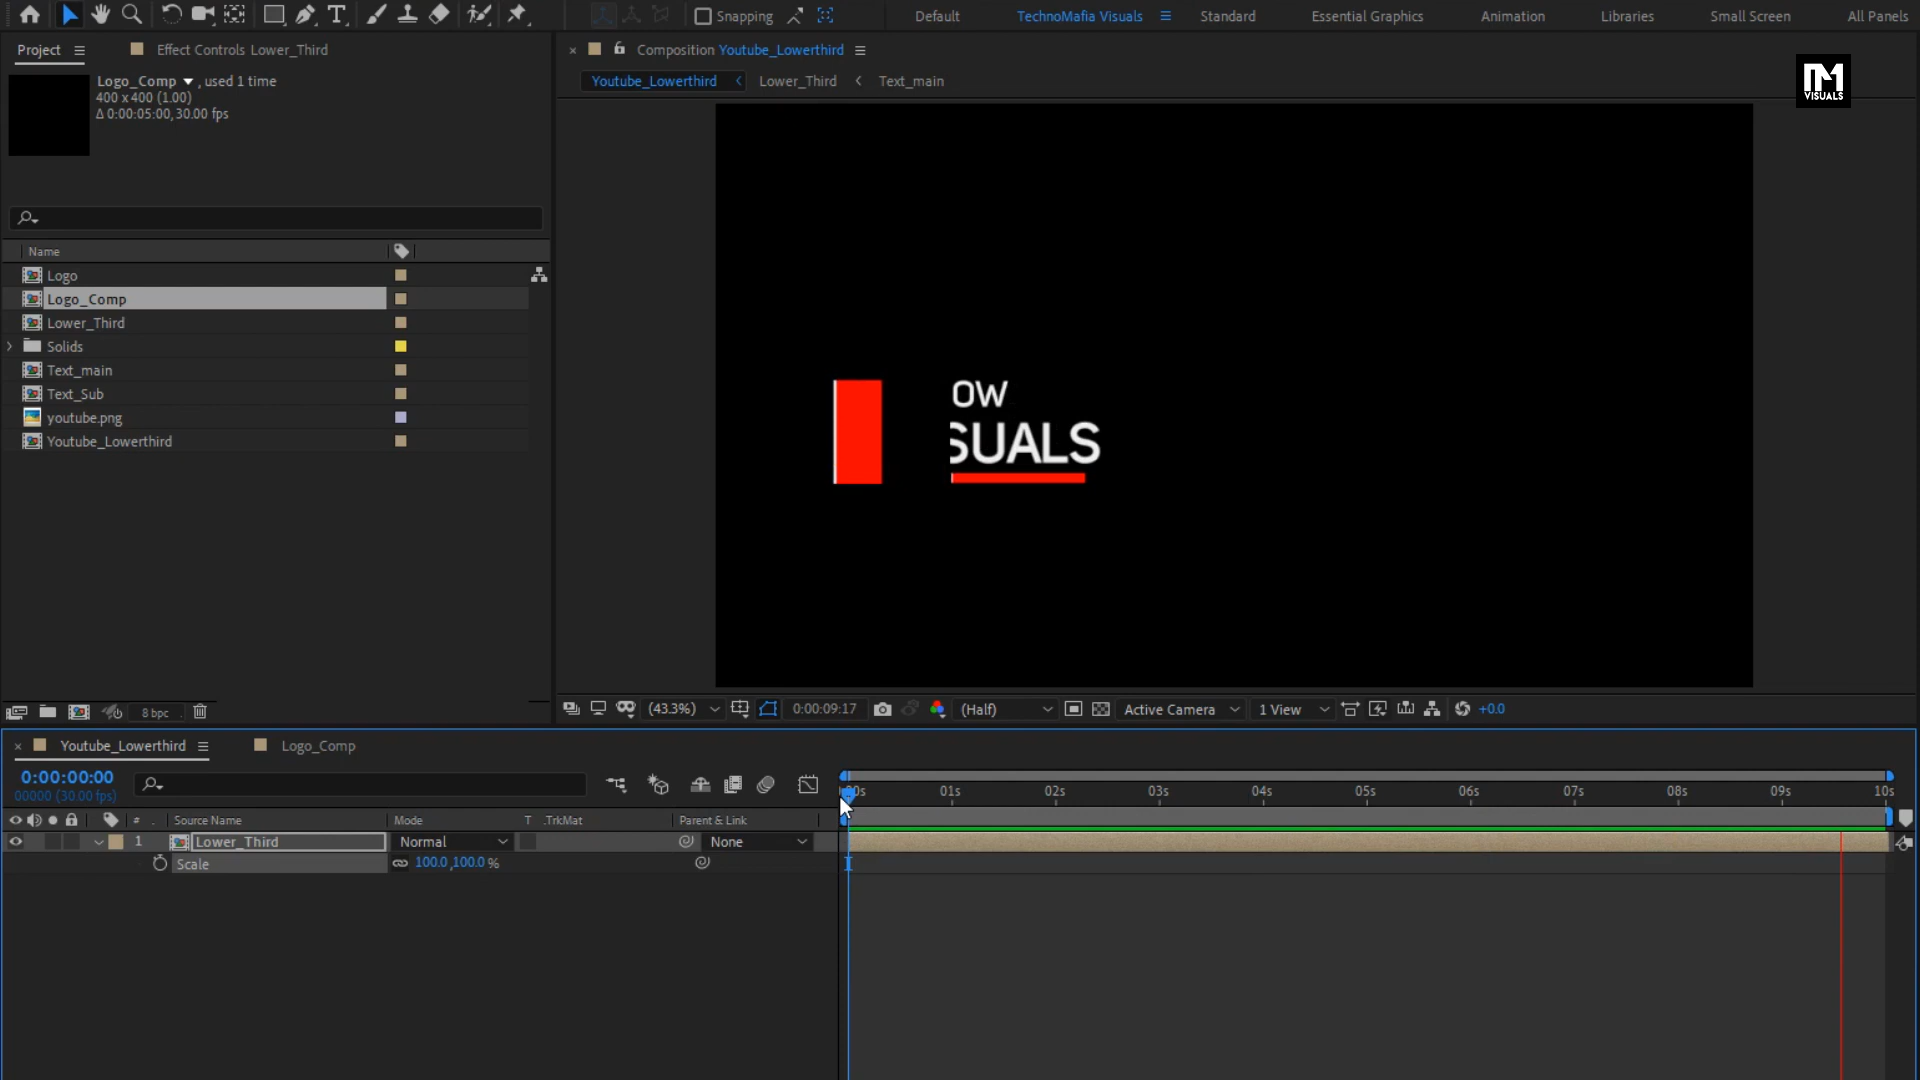 Snapping
Default
TechnoMafia Visuals
Standard
Essential Graphics
Animation
Libraries
Small Screen
All Panels
Project
Effect Controls Lower_Third
Composition Youtube_Lowerthird
Logo_Comp , used 1 time
400 x 400 (1.00)
Δ 0:00:05:00, 30.00 fps
Youtube_Lowerthird
Lower_Third
Text_main
VISUALS
Name
Logo
Logo_Comp
Lower_Third
Solids
Text_main
Text_Sub
youtube.png
Youtube_Lowerthird
OW
SUALS
8 bpc
(43.3%)
0:00:09:17
(Half)
Active Camera
1 View
+0.0
Youtube_Lowerthird
Logo_Comp
0:00:00:00
00000 (30.00 fps)
01s
02s
03s
04s
05s
06s
07s
08s
09s
10s
# . Source Name
Mode
T .TrkMat
Parent & Link
1 Lower_Third
Normal
None
Scale
100.0,100.0 %